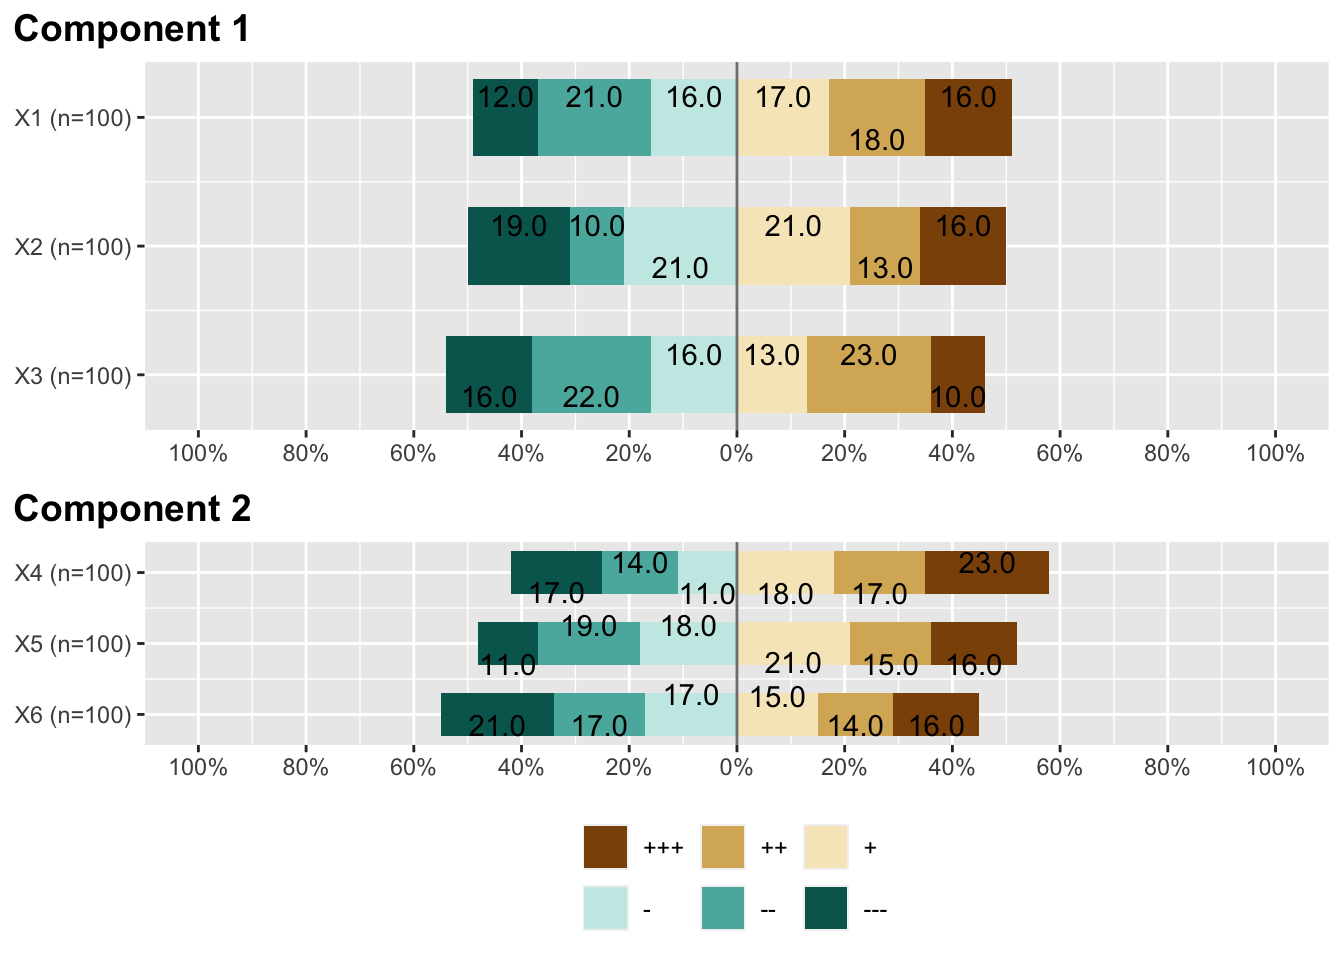 Component 1
X1 (n=100)
12.0 21.0 16.0 17.0 18.0 16.0
X2 (n=100)
19.0 10.0 21.0 21.0 13.0 16.0
X3 (n=100)
16.0 22.0 16.0 13.0 23.0 10.0
100% 80% 60% 40% 20% 0% 20% 40% 60% 80% 100%
Component 2
X4 (n=100)
17.0 14.0 11.0 18.0 17.0 23.0
X5 (n=100)
11.0 19.0 18.0 21.0 15.0 16.0
X6 (n=100)
21.0 17.0 17.0 15.0 14.0 16.0
100% 80% 60% 40% 20% 0% 20% 40% 60% 80% 100%
+++ ++ +
- -- ---